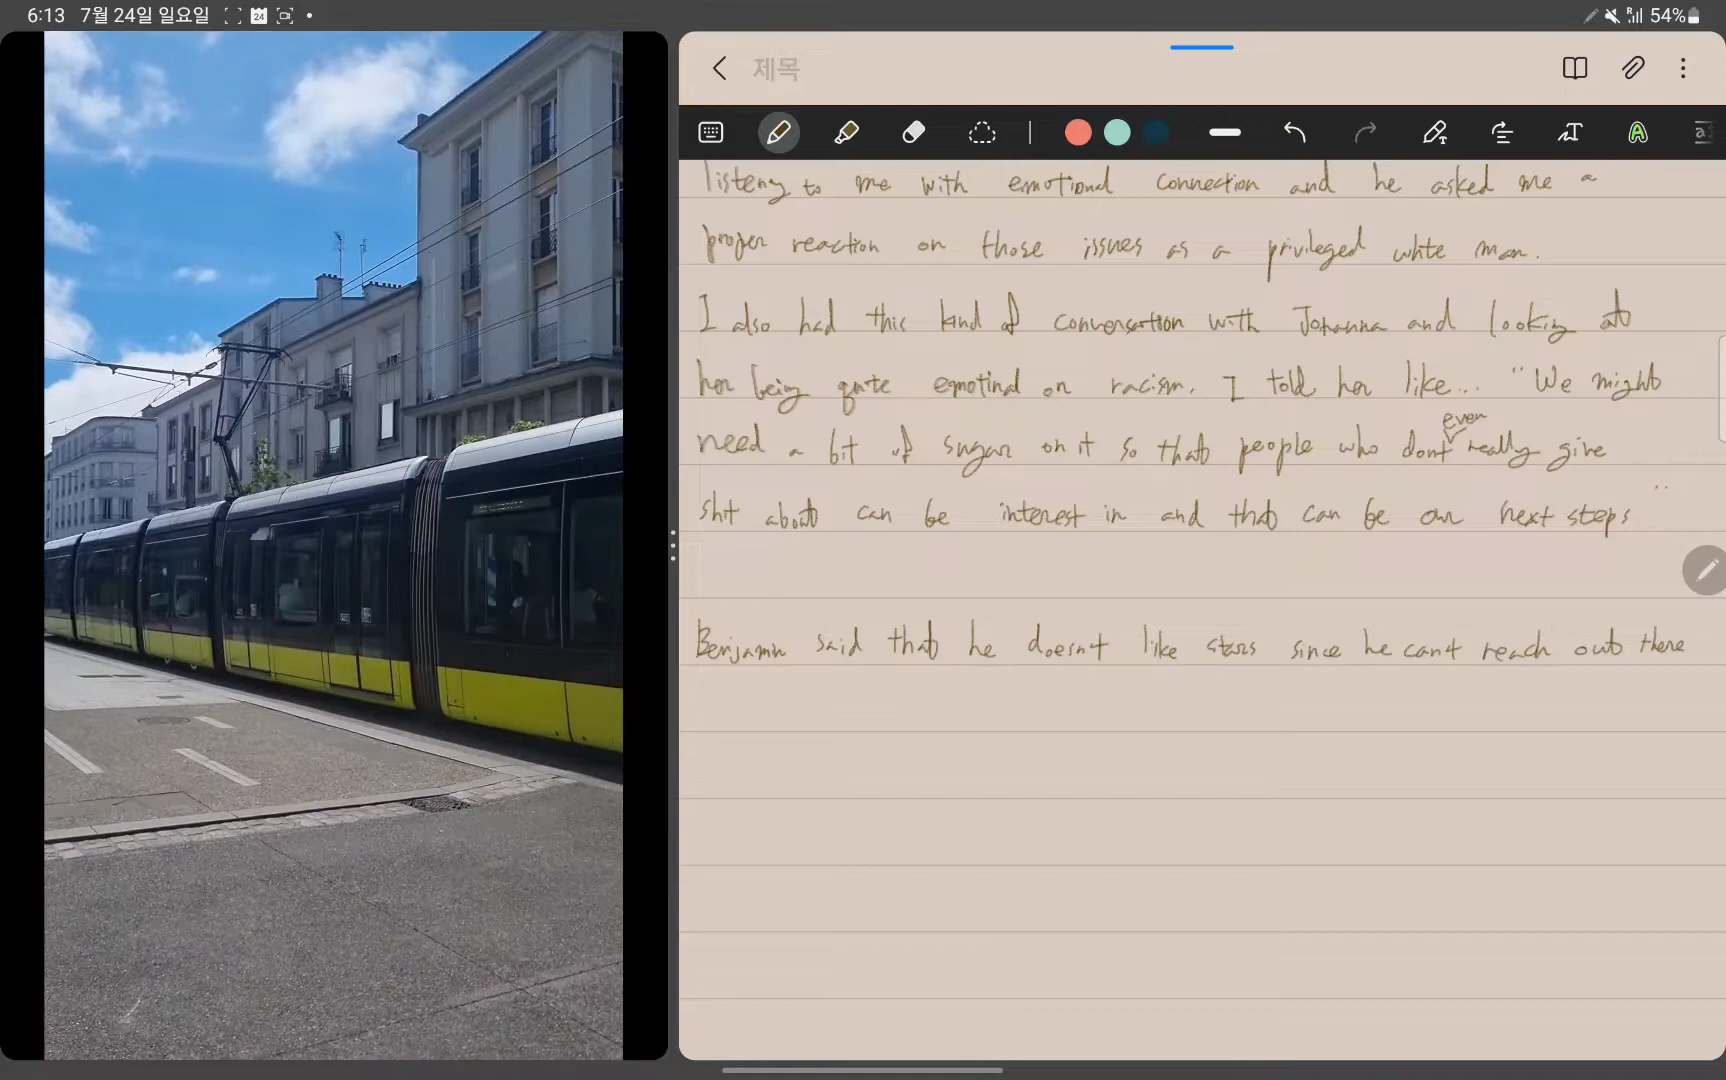 6:13 7월 24일 일요일 24 54%
제목
listeng to me with emotional connection and he asked me a
proper reaction on those issues as a privileged white man.
I also had this kind of conversation with Johanna and looking at
her being quite emotinal on racism. I told her like... "We might
need a bit of sugar on it so that people who dont even really give
shit about can be interest in and that can be our next steps"
Benjamin said that he doesn't like stars since he can't reach out there